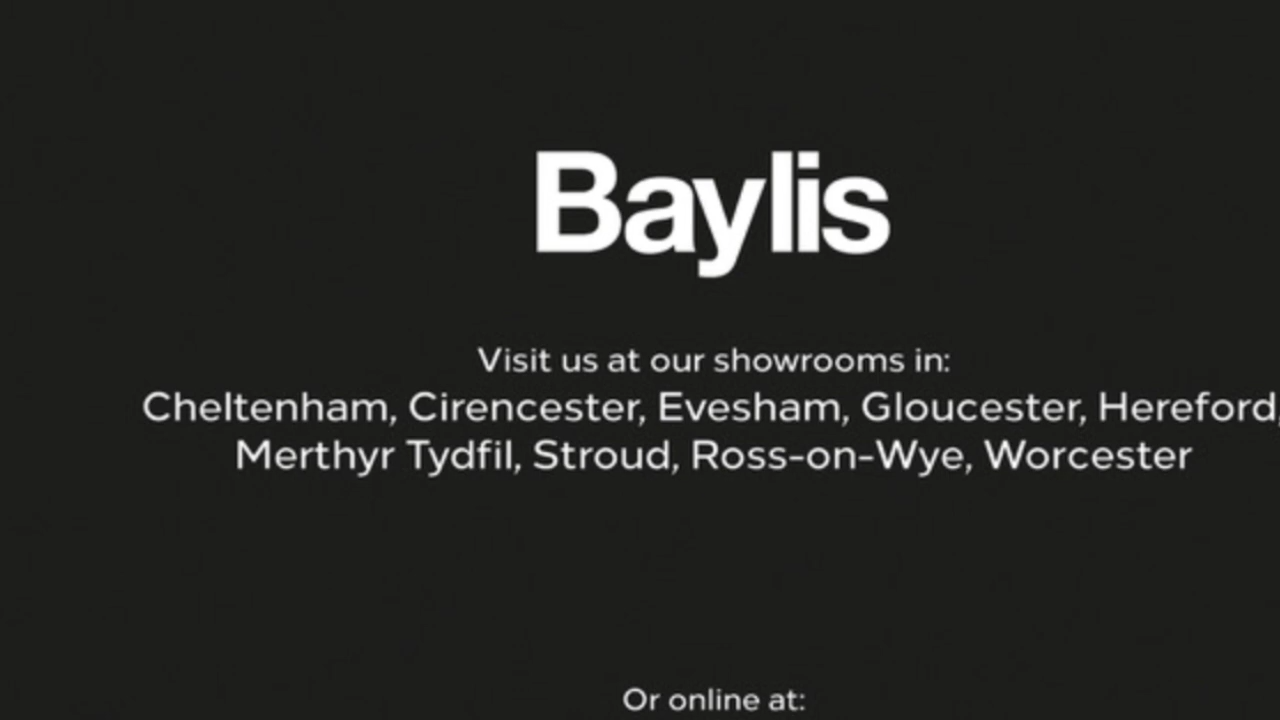 Baylis
Visit us at our showrooms in:
Cheltenham, Cirencester, Evesham, Gloucester, Hereford,
Merthyr Tydfil, Stroud, Ross-on-Wye, Worcester
Or online at: